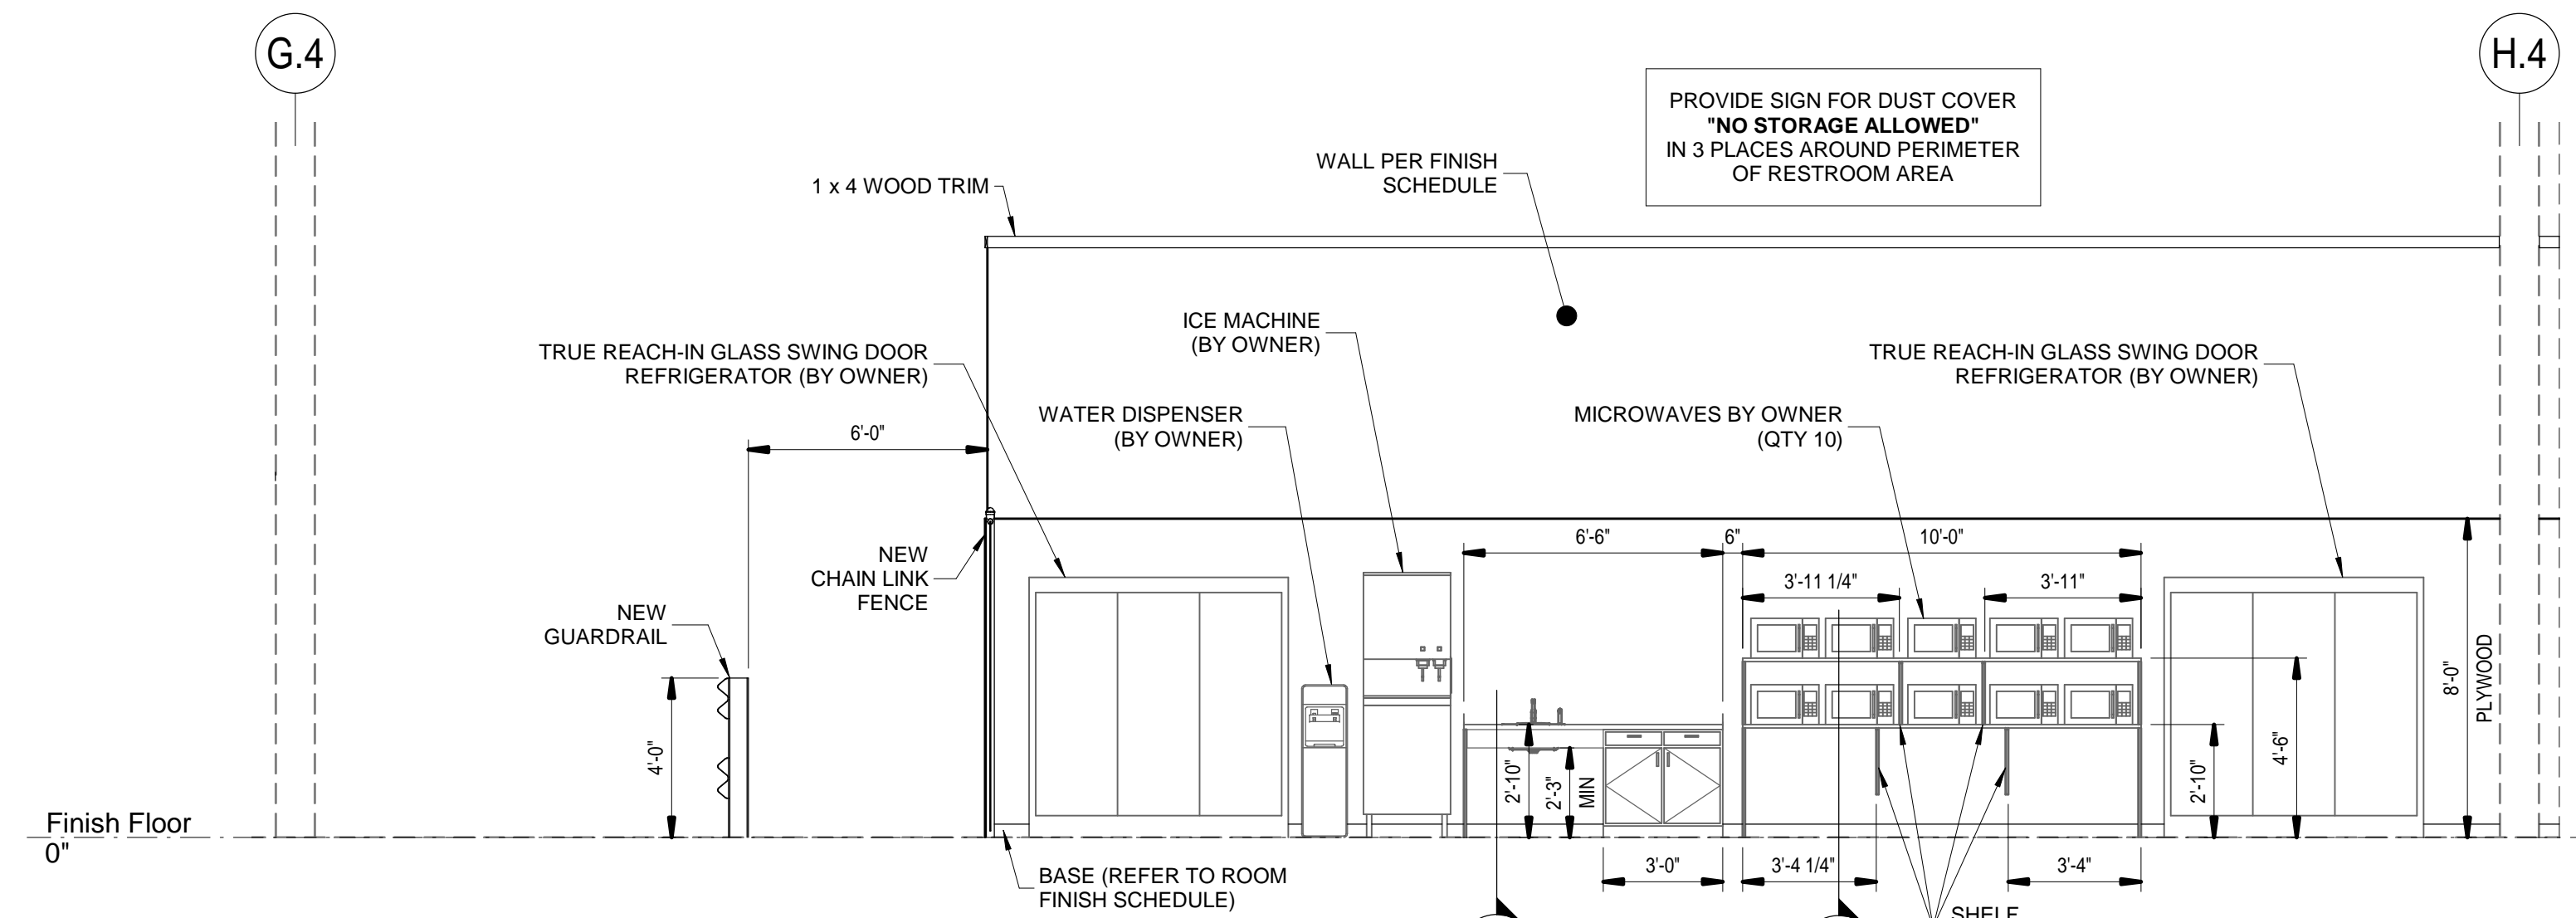 G.4
H.4
PROVIDE SIGN FOR DUST COVER
"NO STORAGE ALLOWED"
IN 3 PLACES AROUND PERIMETER
OF RESTROOM AREA
WALL PER FINISH
SCHEDULE
1 x 4 WOOD TRIM
ICE MACHINE
(BY OWNER)
TRUE REACH-IN GLASS SWING DOOR
REFRIGERATOR (BY OWNER)
TRUE REACH-IN GLASS SWING DOOR
REFRIGERATOR (BY OWNER)
WATER DISPENSER
(BY OWNER)
MICROWAVES BY OWNER
(QTY 10)
6'-0"
6'-6"
6"
10'-0"
NEW
CHAIN LINK
FENCE
3'-11 1/4"
3'-11"
NEW
GUARDRAIL
8'-0"
PLYWOOD
4'-0"
2'-10"
2'-3"
MIN
2'-10"
4'-6"
Finish Floor
0"
BASE (REFER TO ROOM
FINISH SCHEDULE)
3'-0"
3'-4 1/4"
3'-4"
SHELF